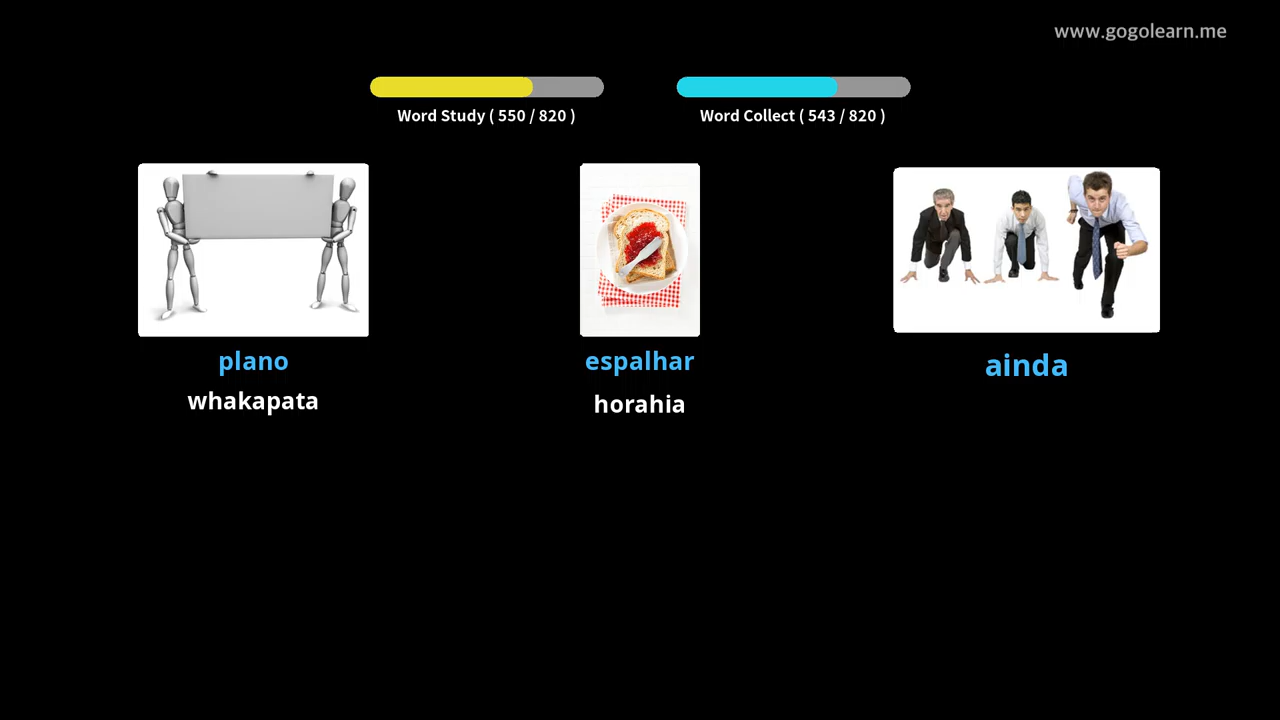 www.gogolearn.me
Word Study ( 550 / 820 )
Word Collect ( 543 / 820 )
plano
espalhar
ainda
whakapata
horahia